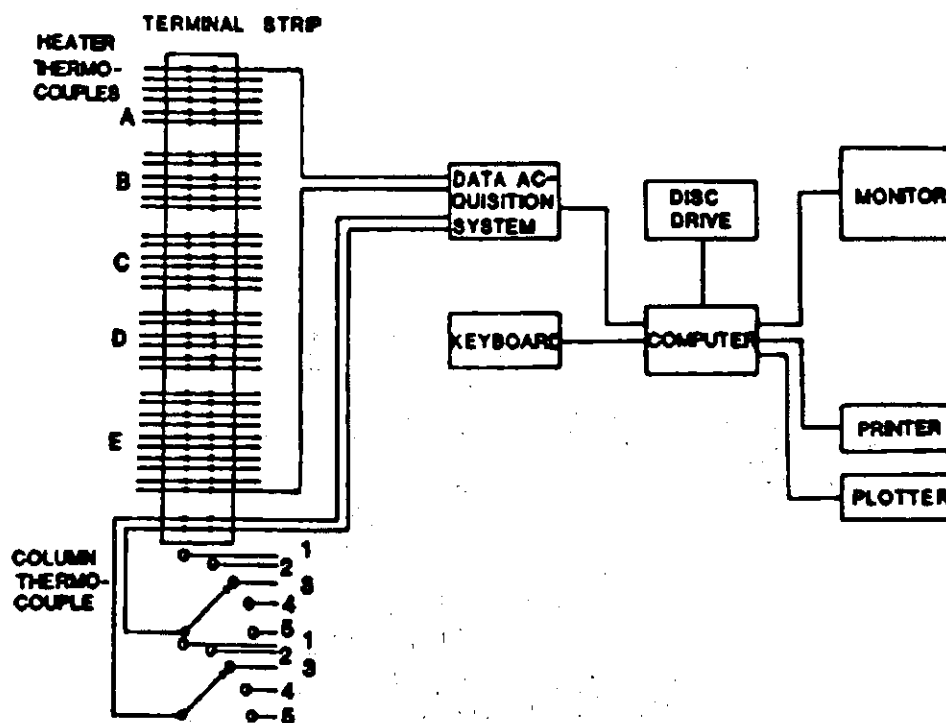 TERMINAL STRIP
HEATER
THERMO-
COUPLES
A
B
C
D
E
DATA AC-
QUISITION
SYSTEM
DISC
DRIVE
MONITOR
KEYBOARD
COMPUTER
PRINTER
PLOTTER
COLUMN
THERMO-
COUPLE
1
2
3
4
5
1
2
3
4
5